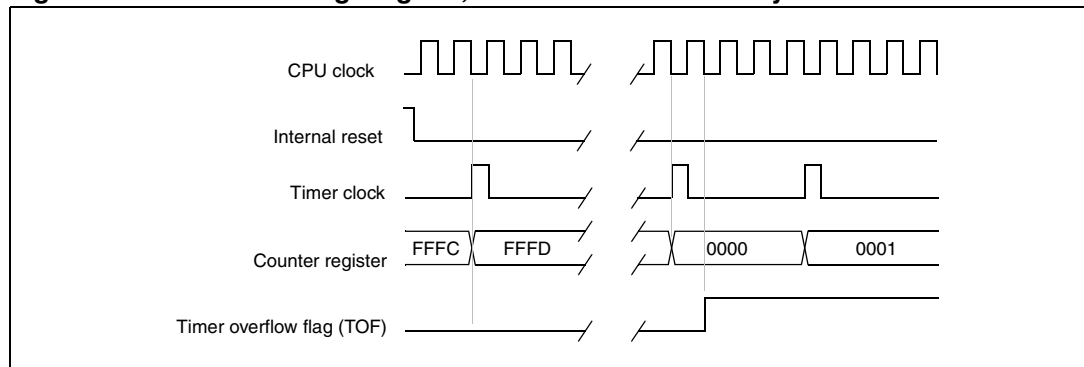 CPU clock
Internal reset
Timer clock
FFFC FFFD 0000 0001
Counter register
Timer overflow flag (TOF)